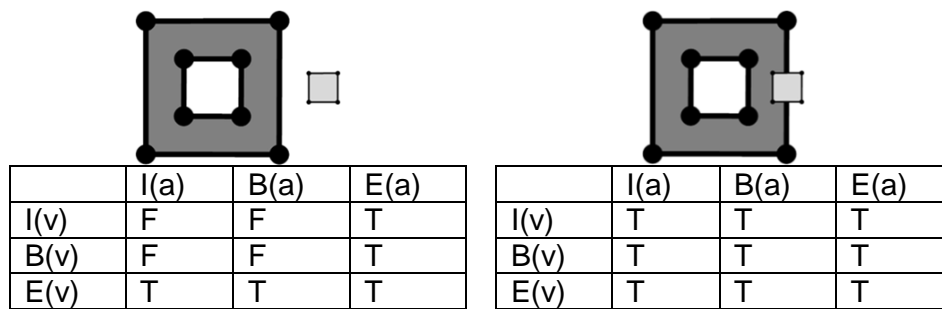 I(a) B(a) E(a)
I(v) F F T
B(v) F F T
E(v) T T T
I(a) B(a) E(a)
I(v) T T T
B(v) T T T
E(v) T T T